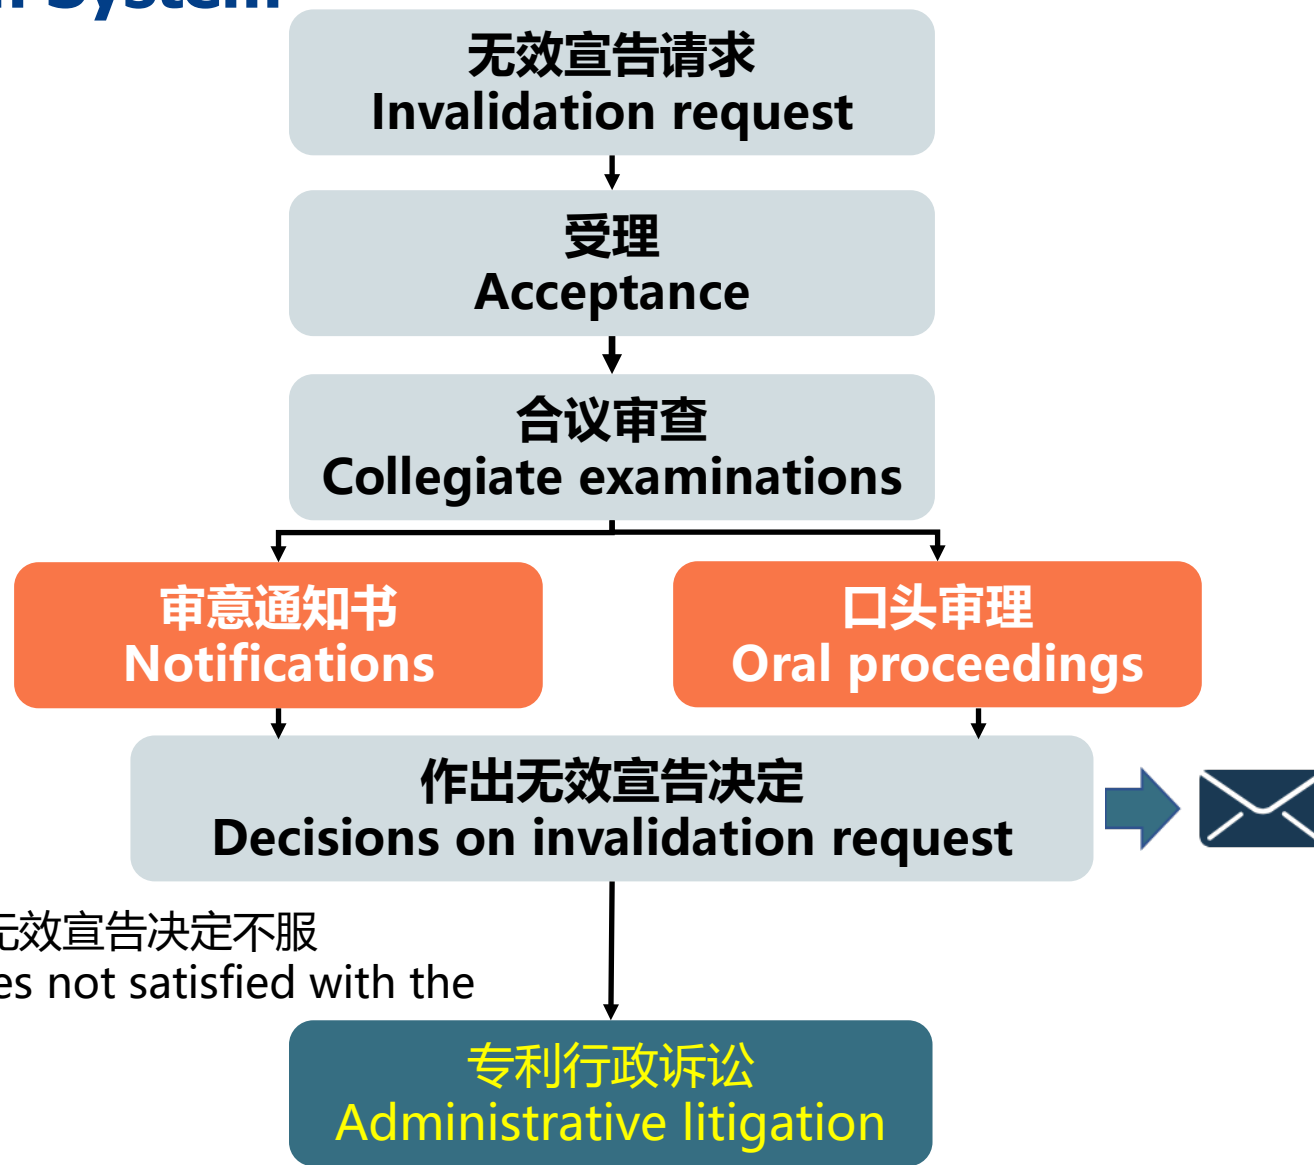 System
无效宣告请求
Invalidation request
受理
Acceptance
合议审查
Collegiate examinations
审意通知书
Notifications
口头审理
Oral proceedings
作出无效宣告决定
Decisions on invalidation request
无效宣告决定不服
not satisfied with the
专利行政诉讼
Administrative litigation